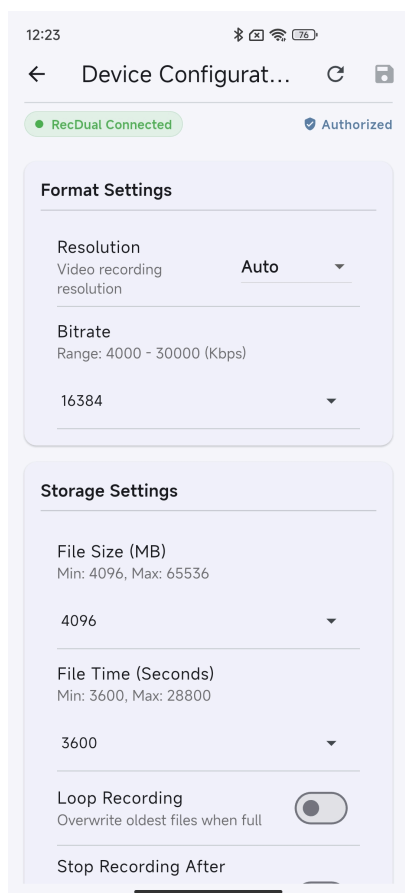 12:23
76
Device Configurat...
RecDual Connected
Authorized
Format Settings
Resolution
Video recording
resolution
Auto
Bitrate
Range: 4000 - 30000 (Kbps)
16384
Storage Settings
File Size (MB)
Min: 4096, Max: 65536
4096
File Time (Seconds)
Min: 3600, Max: 28800
3600
Loop Recording
Overwrite oldest files when full
Stop Recording After